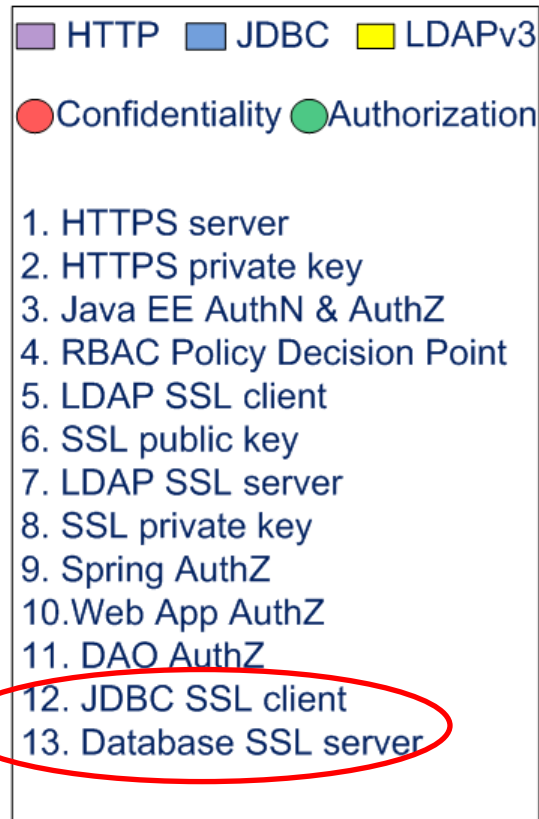 HTTP JDBC LDAPv3
Confidentiality Authorization
1. HTTPS server
2. HTTPS private key
3. Java EE AuthN & AuthZ
4. RBAC Policy Decision Point
5. LDAP SSL client
6. SSL public key
7. LDAP SSL server
8. SSL private key
9. Spring AuthZ
10.Web App AuthZ
11. DAO AuthZ
12. JDBC SSL client
13. Database SSL server